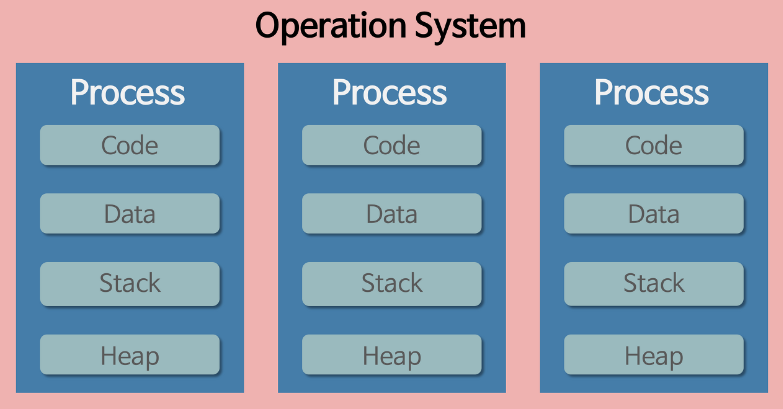 Operation System
Process
Code
Data
Stack
Heap
Process
Code
Data
Stack
Heap
Process
Code
Data
Stack
Heap